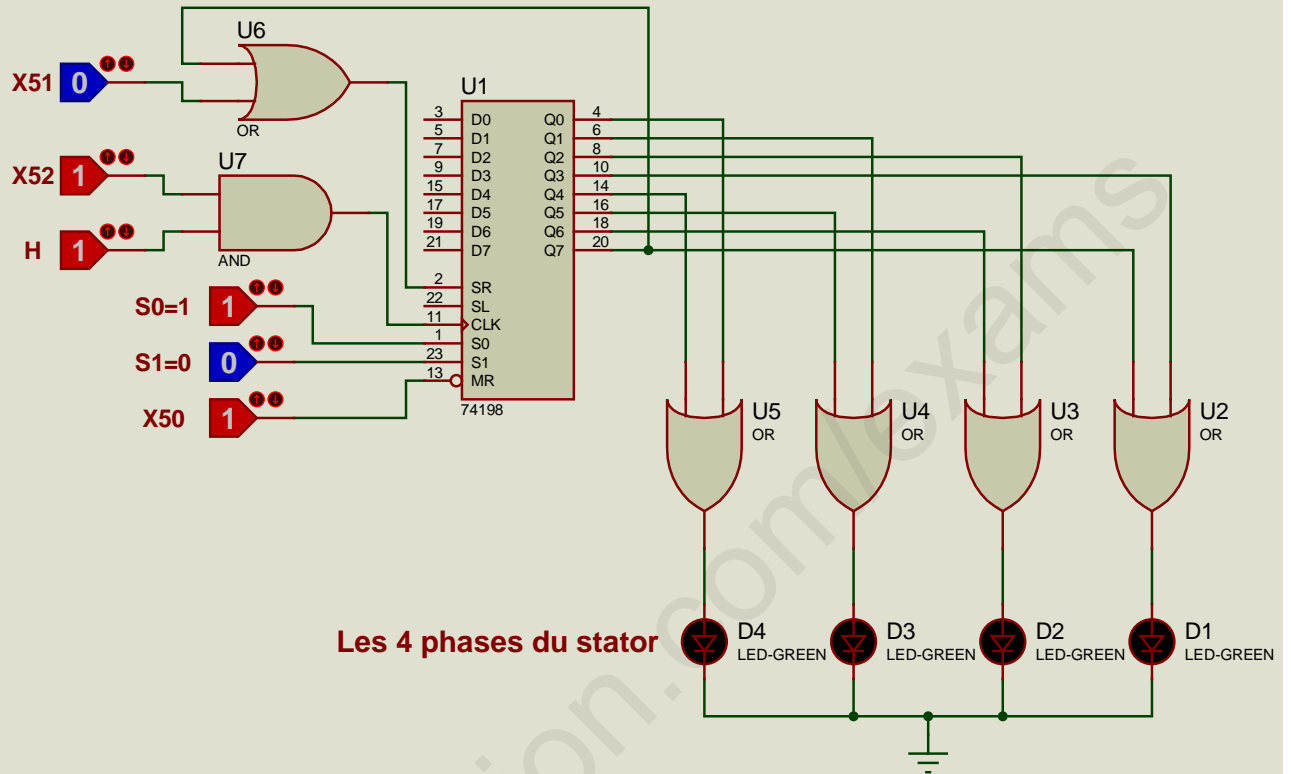 U6
X51
0
OR
U1
X52
1
U7
H
1
AND
3 D0 Q0 4
5 D1 Q1 6
7 D2 Q2 8
9 D3 Q3 10
15 D4 Q4 14
17 D5 Q5 16
19 D6 Q6 18
21 D7 Q7 20
2 SR
22 SL
11 CLK
1 S0
23 S1
13 MR
74198
S0=1
1
S1=0
0
X50
1
U5
OR
U4
OR
U3
OR
U2
OR
Les 4 phases du stator
D4
LED-GREEN
D3
LED-GREEN
D2
LED-GREEN
D1
LED-GREEN
ion.com/exams